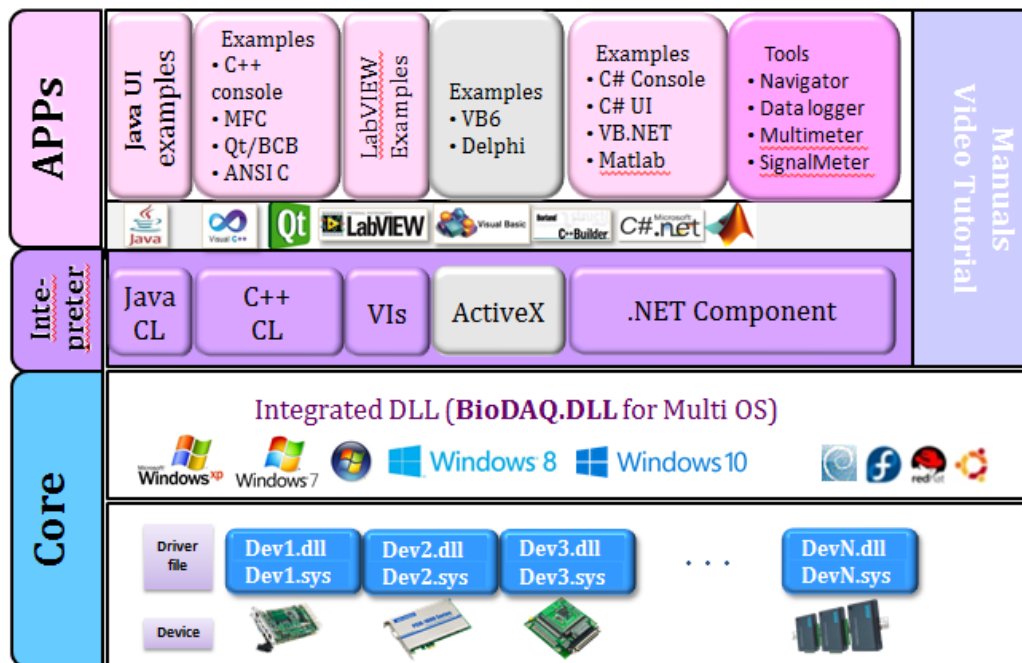 APPs
Java UI
examples
Examples
• C++
console
• MFC
• Qt/BCB
• ANSI C
LabVIEW
Examples
Examples
• VB6
• Delphi
Examples
• C# Console
• C# UI
• VB.NET
• Matlab
Tools
• Navigator
• Data logger
• Multimeter
• SignalMeter
Manuals
Video Tutorial
Java
Visual C++
Qt
LabVIEW
Visual Basic
Borland
C++Builder
Microsoft
C#.net
Inte-
preter
Java
CL
C++
CL
VIs
ActiveX
.NET Component
Core
Integrated DLL (BioDAQ.DLL for Multi OS)
Microsoft
Windows xp
Windows 7
Windows 8
Windows 10
redhat
Driver
file
Dev1.dll
Dev1.sys
Dev2.dll
Dev2.sys
Dev3.dll
Dev3.sys
. . .
DevN.dll
DevN.sys
Device